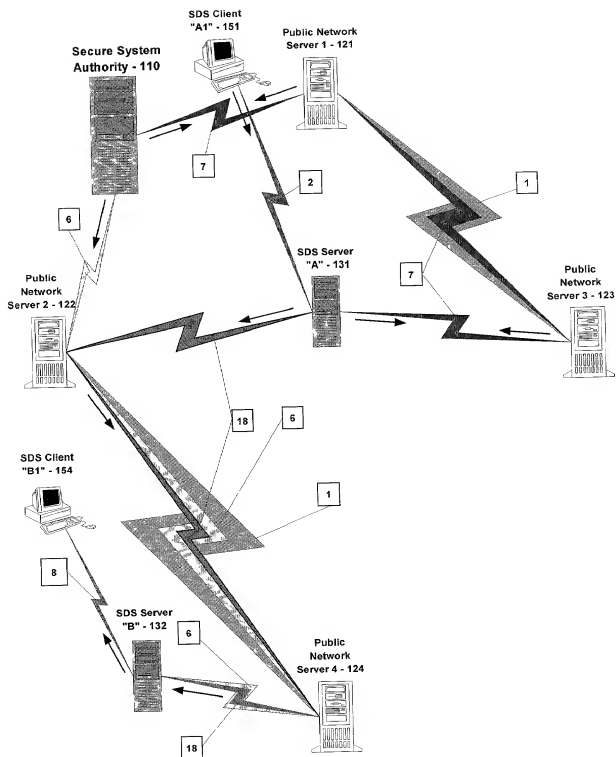 SDS Client
"A1" - 151
Public Network
Server 1 - 121
Secure System
Authority - 110
7
2
1
6
SDS Server
"A" - 131
7
Public
Network
Server 2 - 122
Public
Network
Server 3 - 123
18
6
SDS Client
"B1" - 154
1
8
SDS Server
"B" - 132
6
Public
Network
Server 4 - 124
18